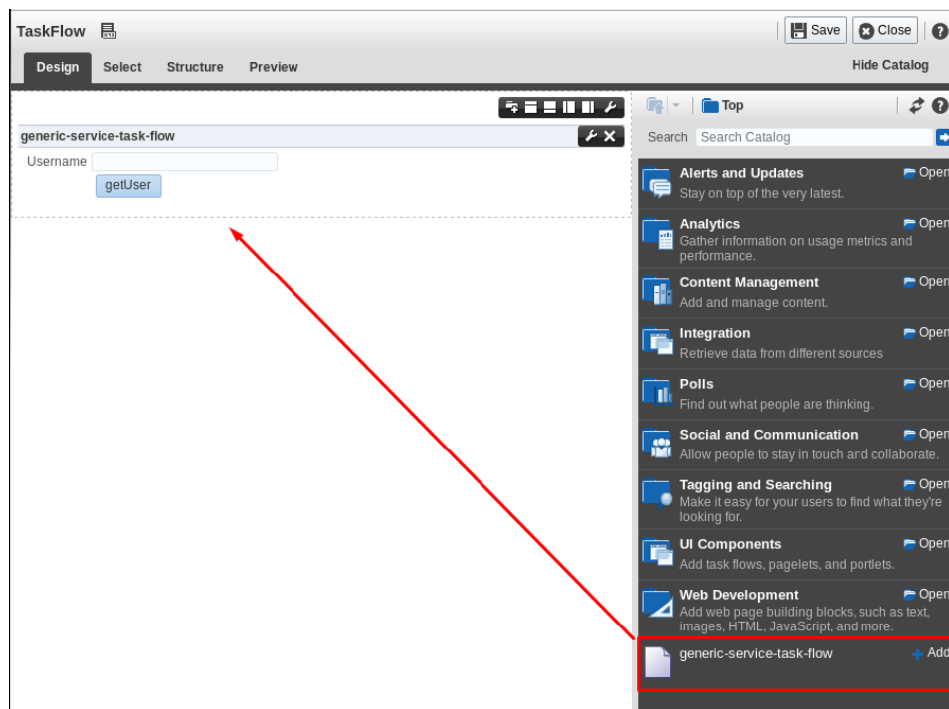 TaskFlow
Save
Close
Design
Select
Structure
Preview
Hide Catalog
Top
generic-service-task-flow
Search
Search Catalog
Username
getUser
Alerts and Updates
Open
Stay on top of the very latest.
Analytics
Open
Gather information on usage metrics and
performance.
Content Management
Open
Add and manage content.
Integration
Open
Retrieve data from different sources
Polls
Open
Find out what people are thinking.
Social and Communication
Open
Allow people to stay in touch and collaborate.
Tagging and Searching
Open
Make it easy for your users to find what they're
looking for.
UI Components
Open
Add task flows, pagelets, and portlets.
Web Development
Open
Add web page building blocks, such as text,
images, HTML, JavaScript, and more.
generic-service-task-flow
Add